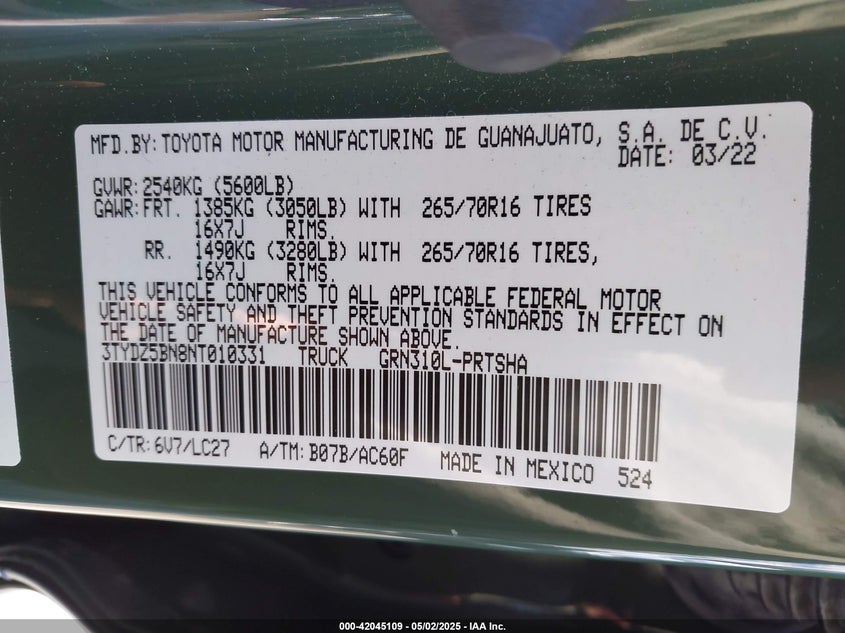 MFD.BY: TOYOTA MOTOR MANUFACTURING DE GUANAJUATO, S.A. DE C.V.
DATE: 03/22
GVWR: 2540KG (5600LB)
GAWR: FRT. 1385KG (3050LB) WITH 265/70R16 TIRES
16X7J RIMS.
RR. 1490KG (3280LB) WITH 265/70R16 TIRES,
16X7J RIMS.
THIS VEHICLE CONFORMS TO ALL APPLICABLE FEDERAL MOTOR
VEHICLE SAFETY AND THEFT PREVENTION STANDARDS IN EFFECT ON
THE DATE OF MANUFACTURE SHOWN ABOVE.
3TYDZ5BN8NT010331 TRUCK GRN310L-PRTSHA
C/TR: 6V7/LC27 A/TM: B07B/AC60F MADE IN MEXICO 524
000-42045109 - 05/02/2025 - IAA Inc.